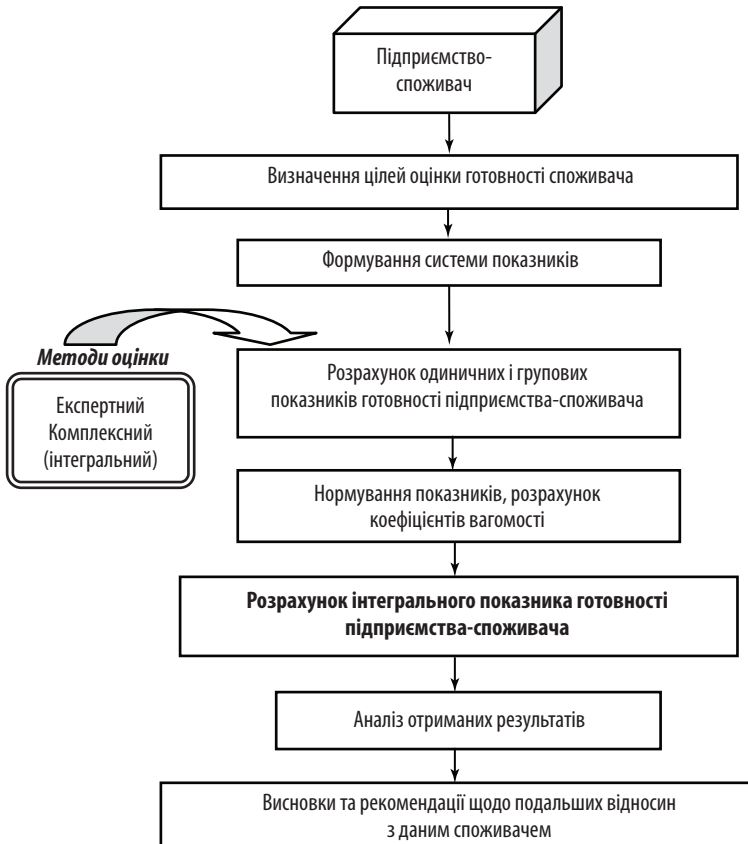 Підприємство-
споживач
Визначення цілей оцінки готовності споживача
Формування системи показників
Методи оцінки
Експертний
Комплексний
(інтегральний)
Розрахунок одиничних і групових
показників готовності підприємства-споживача
Нормування показників, розрахунок
коефіцієнтів вагомості
Розрахунок інтегрального показника готовності
підприємства-споживача
Аналіз отриманих результатів
Висновки та рекомендації щодо подальших відносин
з даним споживачем